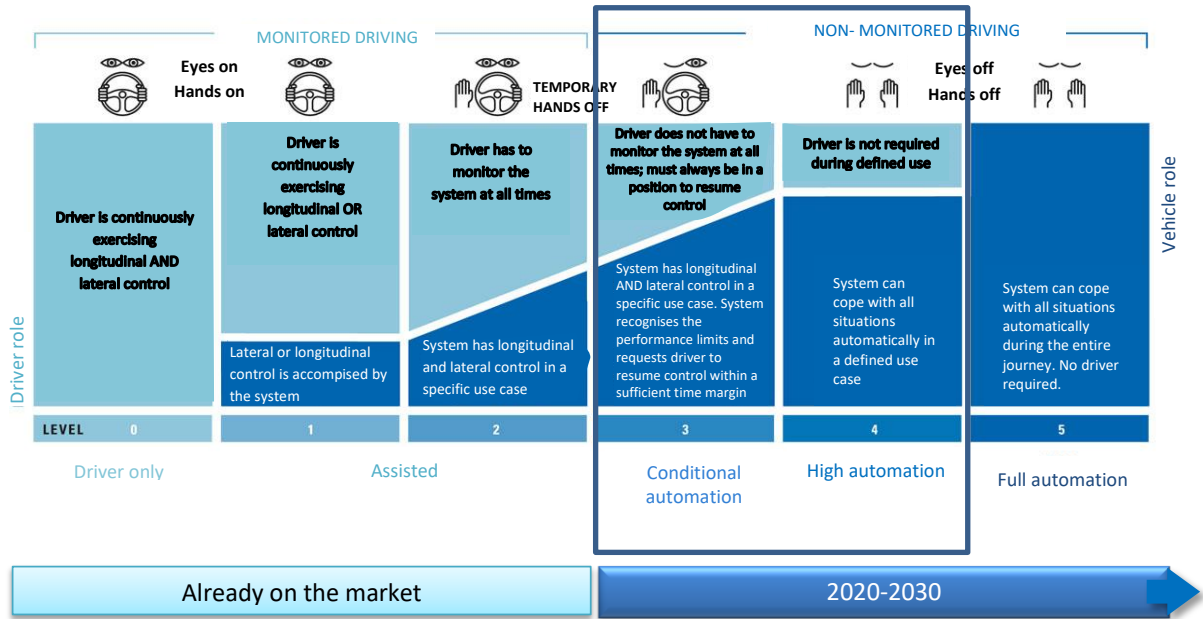 MONITORED DRIVING
NON- MONITORED DRIVING
Eyes on
Hands on
TEMPORARY
HANDS OFF
Eyes off
Hands off
Driver role
Driver is continuously
exercising
longitudinal AND
lateral control
Driver is
continuously
exercising
longitudinal OR
lateral control
Lateral or longitudinal
control is accompised by
the system
Driver has to
monitor the
system at all times
System has longitudinal
and lateral control in a
specific use case
Driver does not have to
monitor the system at all
times; must always be in a
position to resume
control
System has longitudinal
AND lateral control in a
specific use case. System
recognises the
performance limits and
requests driver to
resume control within a
sufficient time margin
Driver is not required
during defined use
System can
cope with all
situations
automatically in
a defined use
case
System can cope
with all situations
automatically
during the entire
journey. No driver
required.
Vehicle role
LEVEL 0 1 2 3 4 5
Driver only
Assisted
Conditional
automation
High automation
Full automation
Already on the market
2020-2030